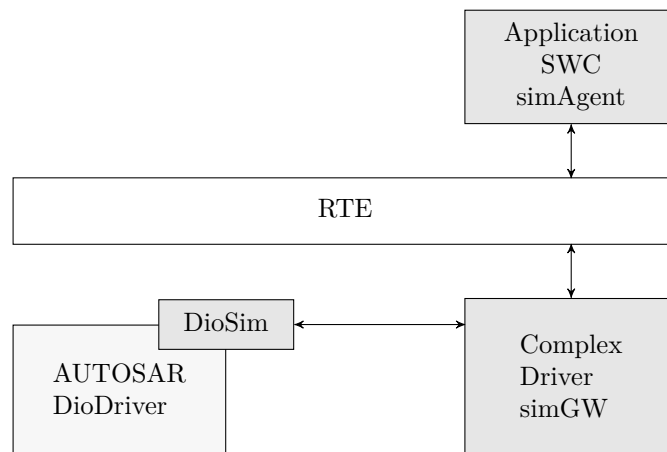 Application
SWC
simAgent
RTE
DioSim
AUTOSAR
DioDriver
Complex
Driver
simGW